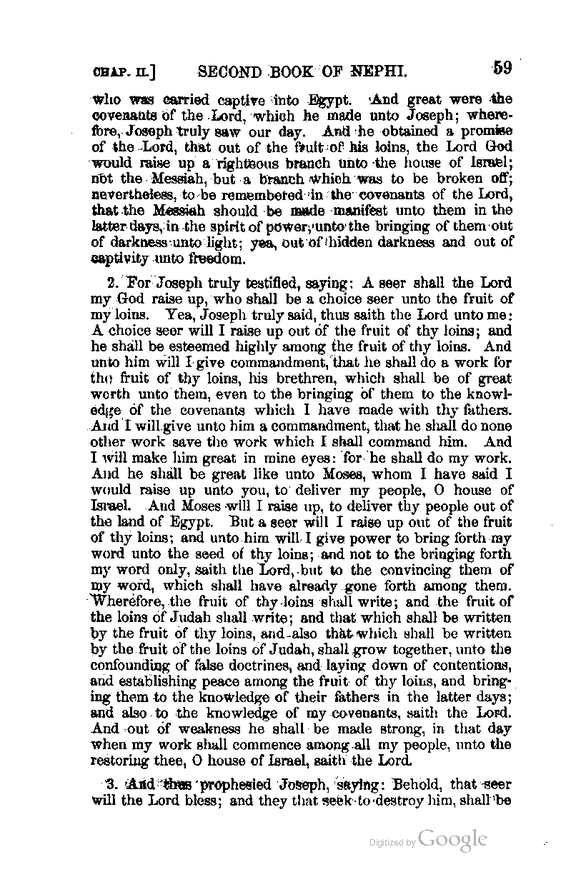 CHAP. II.] SECOND BOOK OF NEPHI. 59
who was carried captive into Egypt. And great were the
covenants of the Lord, which he made unto Joseph; where-
fore, Joseph truly saw our day. And he obtained a promise
of the Lord, that out of the fruit of his loins, the Lord God
would raise up a righteous branch unto the house of Israel;
not the Messiah, but a branch which was to be broken off;
nevertheless, to be remembered in the covenants of the Lord,
that the Messiah should be made manifest unto them in the
latter days, in the spirit of power, unto the bringing of them out
of darkness unto light; yea, out of hidden darkness and out of
captivity unto freedom.
2. For Joseph truly testified, saying: A seer shall the Lord
my God raise up, who shall be a choice seer unto the fruit of
my loins. Yea, Joseph truly said, thus saith the Lord unto me:
A choice seer will I raise up out of the fruit of thy loins; and
he shall be esteemed highly among the fruit of thy loins. And
unto him will I give commandment, that he shall do a work for
the fruit of thy loins, his brethren, which shall be of great
worth unto them, even to the bringing of them to the knowl-
edge of the covenants which I have made with thy fathers.
And I will give unto him a commandment, that he shall do none
other work save the work which I shall command him. And
I will make him great in mine eyes: for he shall do my work.
And he shall be great like unto Moses, whom I have said I
would raise up unto you, to deliver my people, O house of
Israel. And Moses will I raise up, to deliver thy people out of
the land of Egypt. But a seer will I raise up out of the fruit
of thy loins; and unto him will I give power to bring forth my
word unto the seed of thy loins; and not to the bringing forth
my word only, saith the Lord, but to the convincing them of
my word, which shall have already gone forth among them.
Wherefore, the fruit of thy loins shall write; and the fruit of
the loins of Judah shall write; and that which shall be written
by the fruit of thy loins, and also that which shall be written
by the fruit of the loins of Judah, shall grow together, unto the
confounding of false doctrines, and laying down of contentions,
and establishing peace among the fruit of thy loins, and bring-
ing them to the knowledge of their fathers in the latter days;
and also to the knowledge of my covenants, saith the Lord.
And out of weakness he shall be made strong, in that day
when my work shall commence among all my people, unto the
restoring thee, O house of Israel, saith the Lord.
3. And thus prophesied Joseph, saying: Behold, that seer
will the Lord bless; and they that seek to destroy him, shall be
Digitized by Google